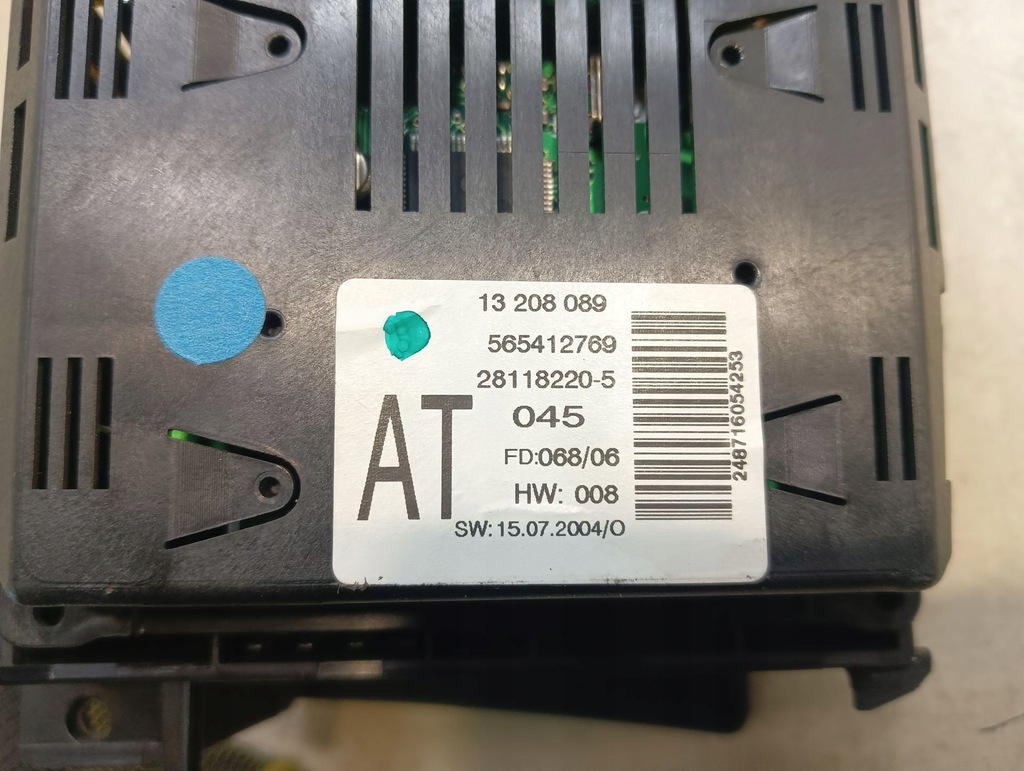 13 208 089
565412769
28118220-5
AT
045
FD:068/06
HW: 008
SW: 15.07.2004/O
248716054253